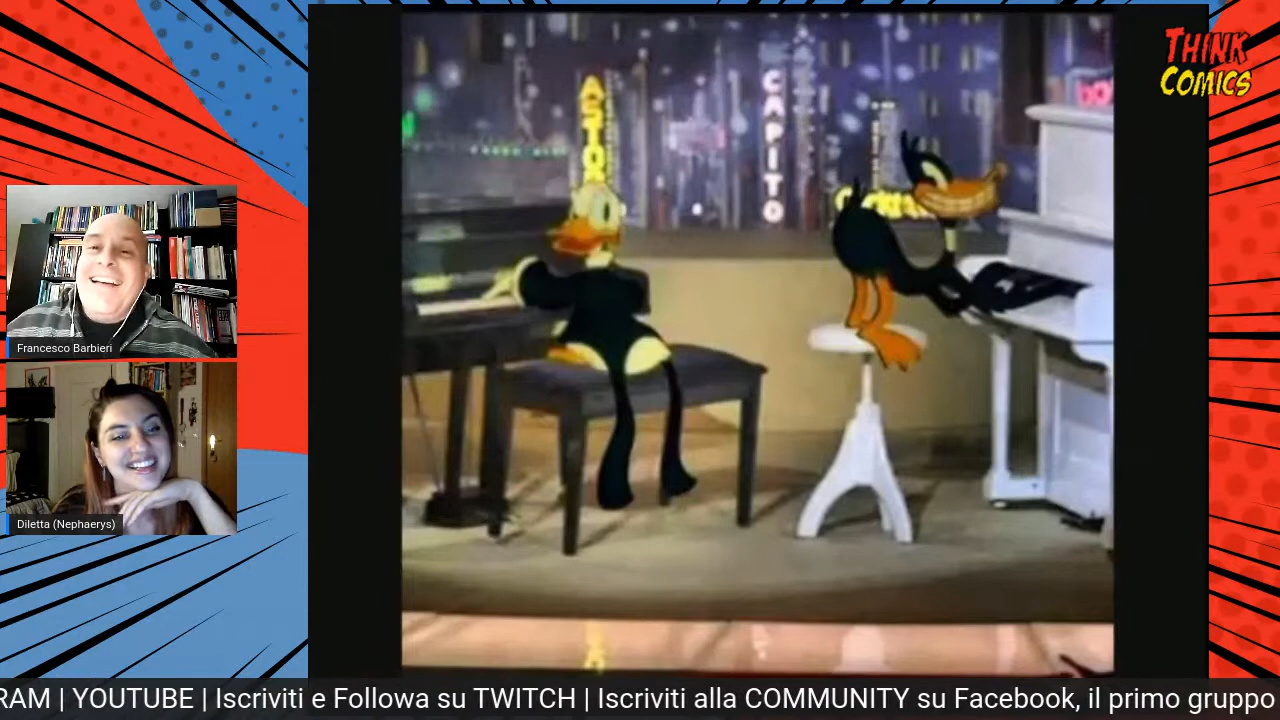 THINK
COMICS
ASTOR
CAPITO
Francesco Barbieri
Diletta (Nephaerys)
RAM | YOUTUBE | Iscriviti e Followa su TWITCH | Iscriviti alla COMMUNITY su Facebook, il primo gruppo